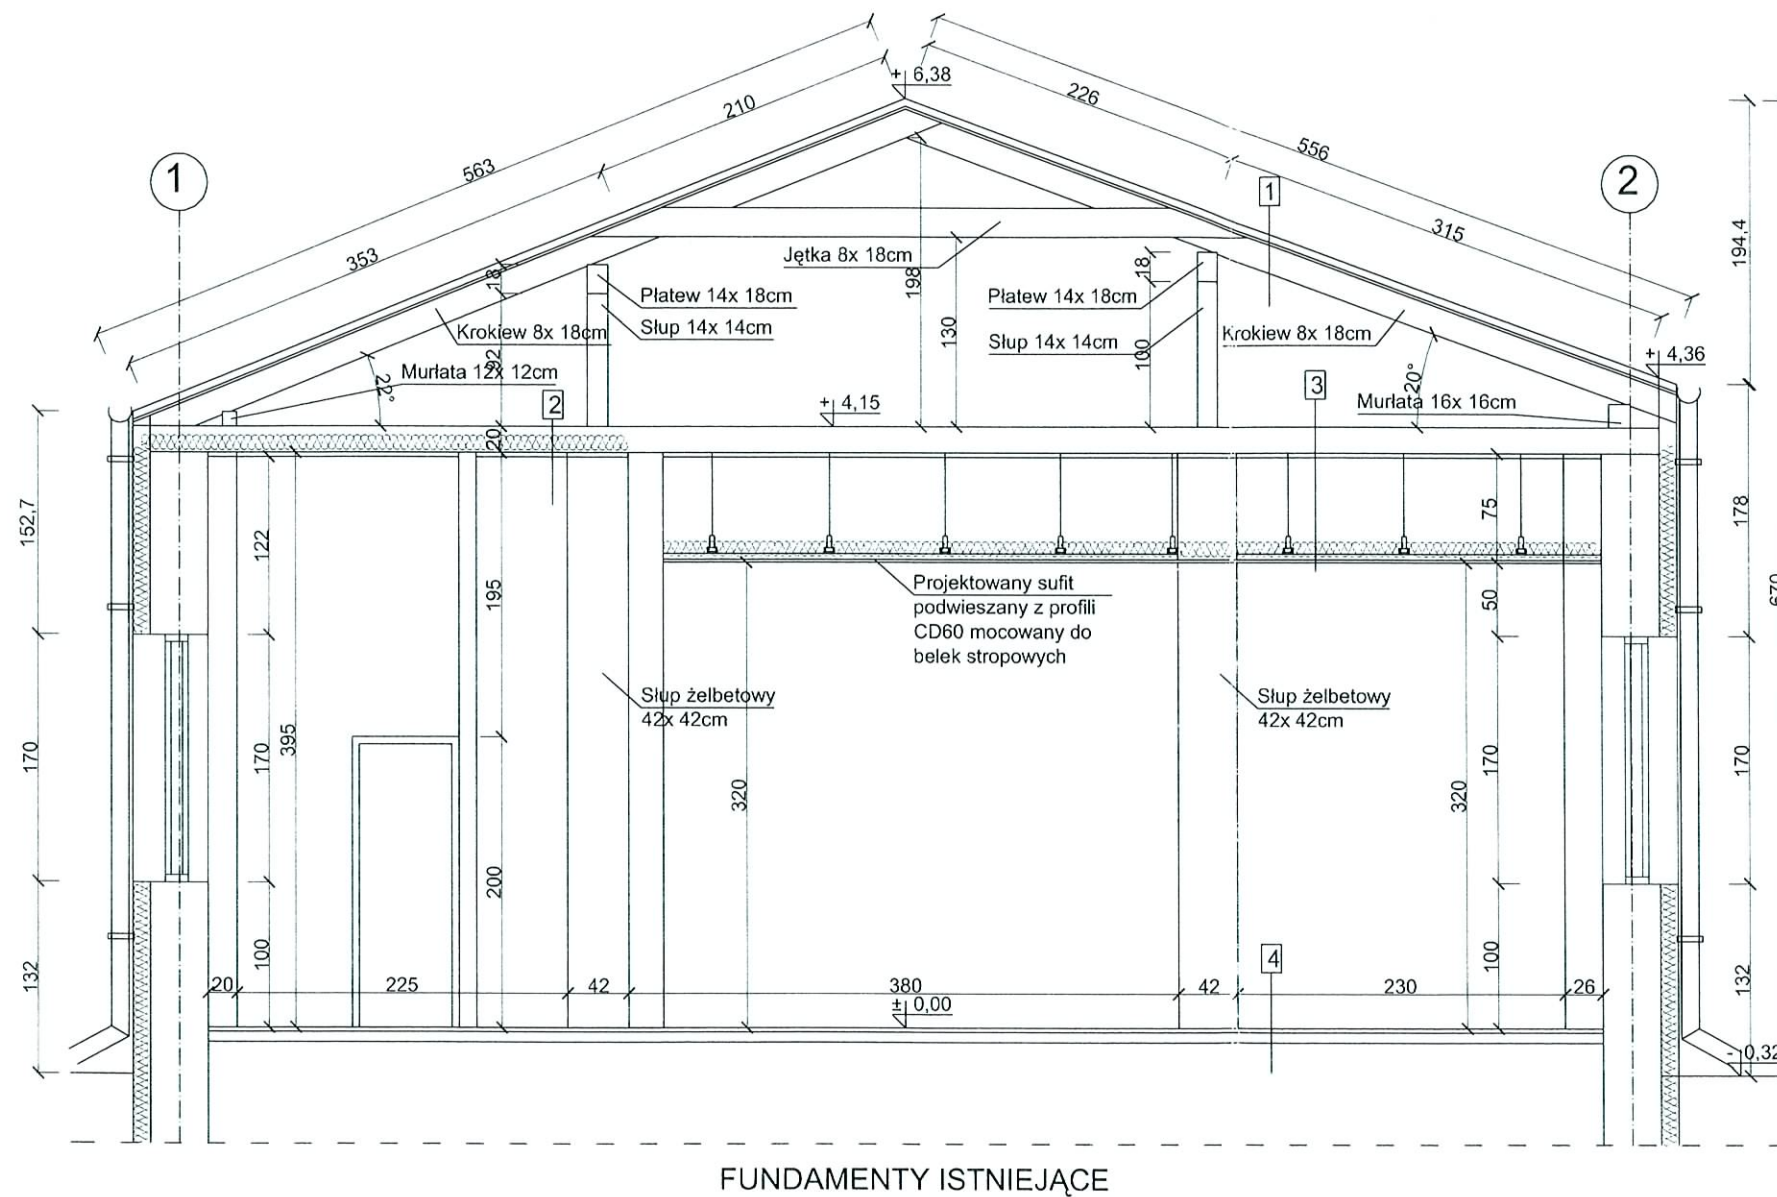 + 6,38
226
210
556
563
1
2
1
194,4
353
315
Jętka 8x 18cm
18
18
198
Płatew 14x 18cm
Płatew 14x 18cm
Krokiew 8x 18cm
Słup 14x 14cm
130
Słup 14x 14cm
100
Krokiew 8x 18cm
+ 4,36
92
Murłata 12x 12cm
22°
20°
3
2
+ 4,15
Murłata 16x 16cm
20
152,7
122
75
178
195
Projektowany sufit
podwieszany z profili
CD60 mocowany do
belek stropowych
50
670
Słup żelbetowy
42x 42cm
Słup żelbetowy
42x 42cm
170
170
395
170
170
320
320
200
132
100
100
132
4
20
225
42
380
42
230
26
± 0,00
- 0,32
FUNDAMENTY ISTNIEJĄCE